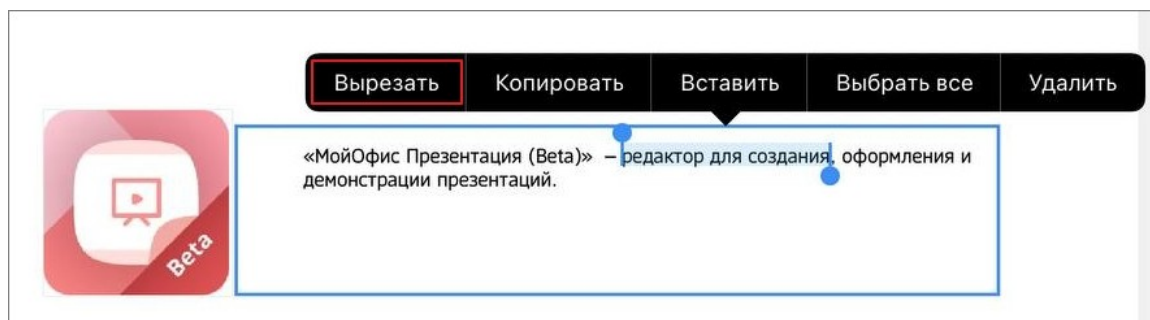 Вырезать Копировать Вставить Выбрать все Удалить
«МойОфис Презентация (Beta)» – редактор для создания, оформления и
демонстрации презентаций.
Beta